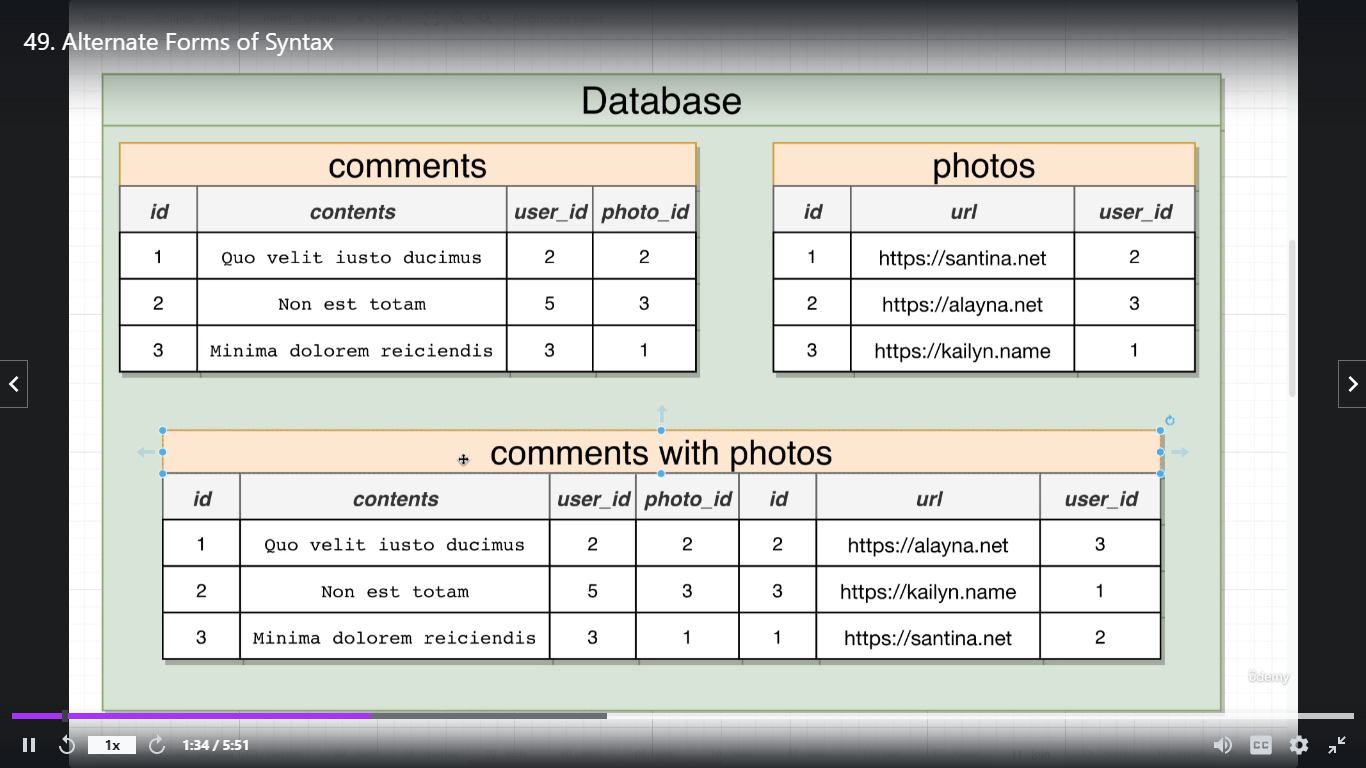 49. Alternate Forms of Syntax
Database
comments
id contents user_id photo_id
1 Quo velit iusto ducimus 2 2
2 Non est totam 5 3
3 Minima dolorem reiciendis 3 1
photos
id url user_id
1 https://santina.net 2
2 https://alayna.net 3
3 https://kailyn.name 1
comments with photos
id contents user_id photo_id id url user_id
1 Quo velit iusto ducimus 2 2 2 https://alayna.net 3
2 Non est totam 5 3 3 https://kailyn.name 1
3 Minima dolorem reiciendis 3 1 1 https://santina.net 2
ûdemy
1x 1:34 / 5:51 CC